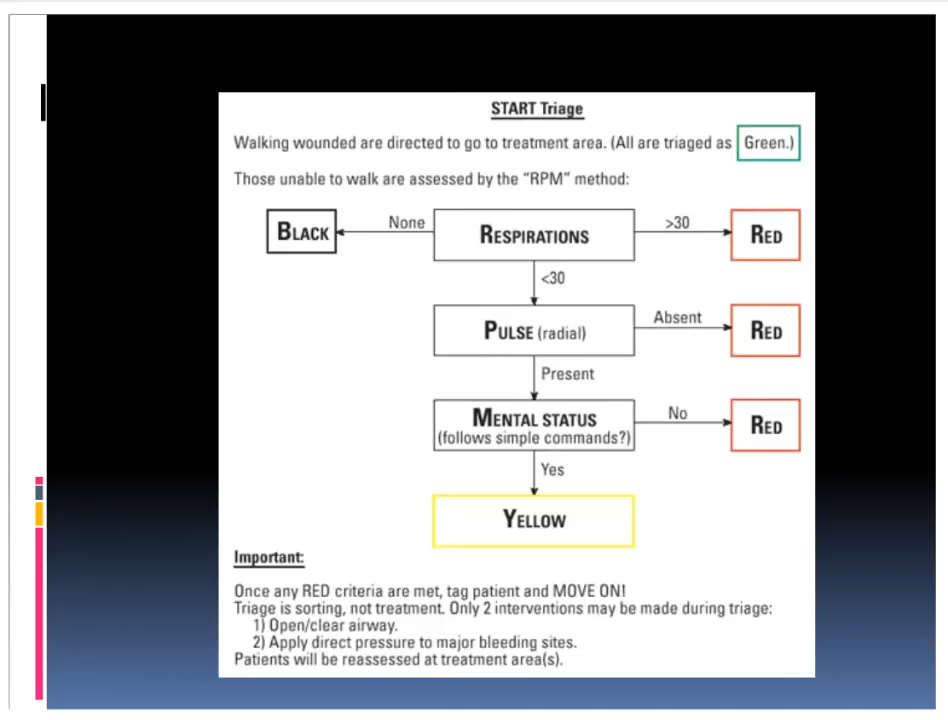 START Triage
Walking wounded are directed to go to treatment area. (All are triaged as Green.)
Those unable to walk are assessed by the “RPM” method:
BLACK
None
RESPIRATIONS
>30
RED
<30
PULSE (radial)
Absent
RED
Present
MENTAL STATUS
(follows simple commands?)
No
RED
Yes
YELLOW
Important:
Once any RED criteria are met, tag patient and MOVE ON!
Triage is sorting, not treatment. Only 2 interventions may be made during triage:
1) Open/clear airway.
2) Apply direct pressure to major bleeding sites.
Patients will be reassessed at treatment area(s).